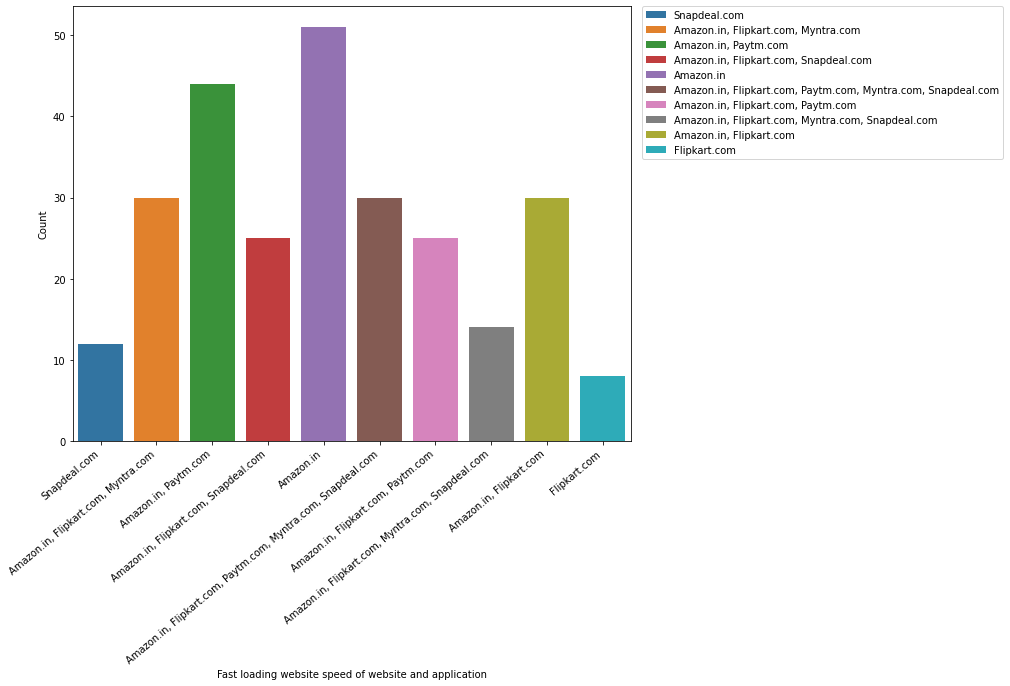 50
40
30
20
10
0
Count
Snapdeal.com
Amazon.in, Flipkart.com, Myntra.com
Amazon.in, Paytm.com
Amazon.in, Flipkart.com, Snapdeal.com
Amazon.in
Amazon.in, Flipkart.com, Paytm.com, Myntra.com, Snapdeal.com
Amazon.in, Flipkart.com, Paytm.com
Amazon.in, Flipkart.com, Myntra.com, Snapdeal.com
Amazon.in, Flipkart.com
Flipkart.com
Fast loading website speed of website and application
Snapdeal.com
Amazon.in, Flipkart.com, Myntra.com
Amazon.in, Paytm.com
Amazon.in, Flipkart.com, Snapdeal.com
Amazon.in
Amazon.in, Flipkart.com, Paytm.com, Myntra.com, Snapdeal.com
Amazon.in, Flipkart.com, Paytm.com
Amazon.in, Flipkart.com, Myntra.com, Snapdeal.com
Amazon.in, Flipkart.com
Flipkart.com